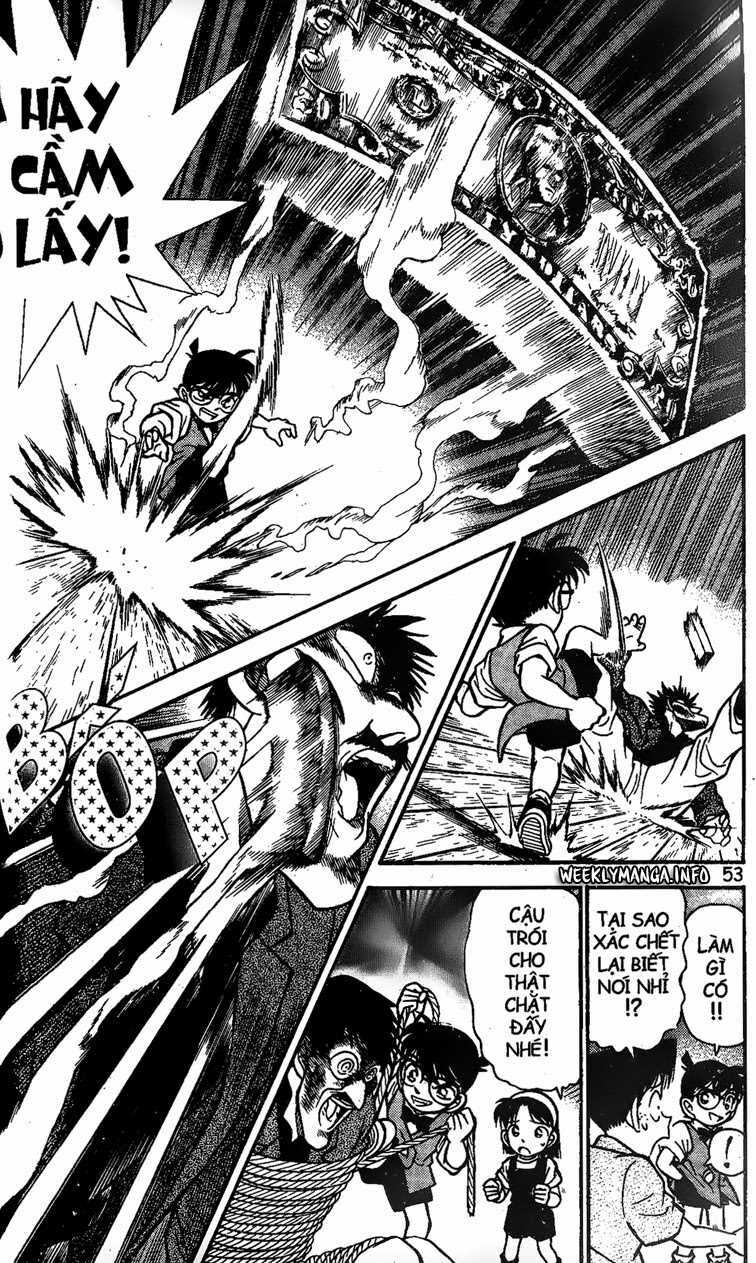 HÃY
CẦM
LẤY!
BỐP
WEEKLYMANGA.INFO 53
CẬU
TRÓI
CHO
THẬT
CHẶT
ĐẤY
NHÉ!
TẠI SAO
XÁC CHẾT
LẠI BIẾT
NÓI NHỈ
!?
LÀM
GÌ
CÓ!!
!